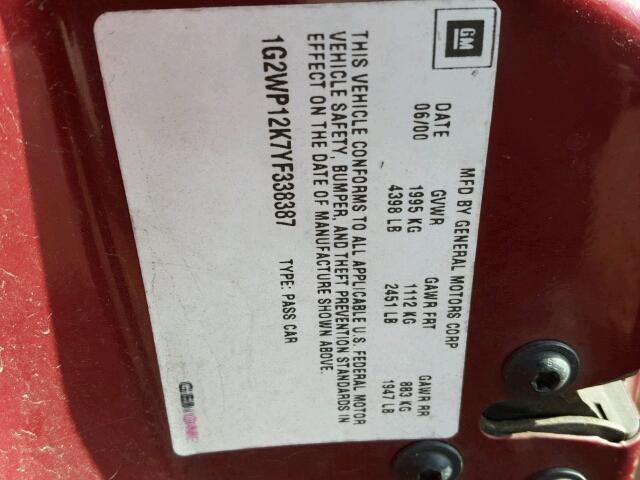 GM
MFD BY GENERAL MOTORS CORP
DATE GVWR GAWR FRT GAWR RR
06/00 1995 KG 1112 KG 883 KG
4398 LB 2451 LB 1947 LB
THIS VEHICLE CONFORMS TO ALL APPLICABLE U.S. FEDERAL MOTOR
VEHICLE SAFETY, BUMPER, AND THEFT PREVENTION STANDARDS IN
EFFECT ON THE DATE OF MANUFACTURE SHOWN ABOVE.
1G2WP12K7YF338387 TYPE: PASS CAR